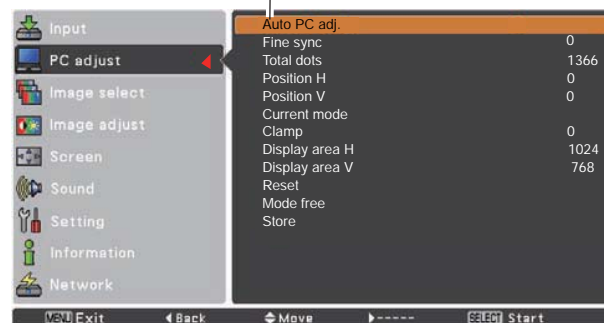 Input
PC adjust
Image select
Image adjust
Screen
Sound
Setting
Information
Network
Auto PC adj.
Fine sync 0
Total dots 1366
Position H 0
Position V 0
Current mode
Clamp 0
Display area H 1024
Display area V 768
Reset
Mode free
Store
MENU Exit ◀Back Move ▶----- SELECT Start